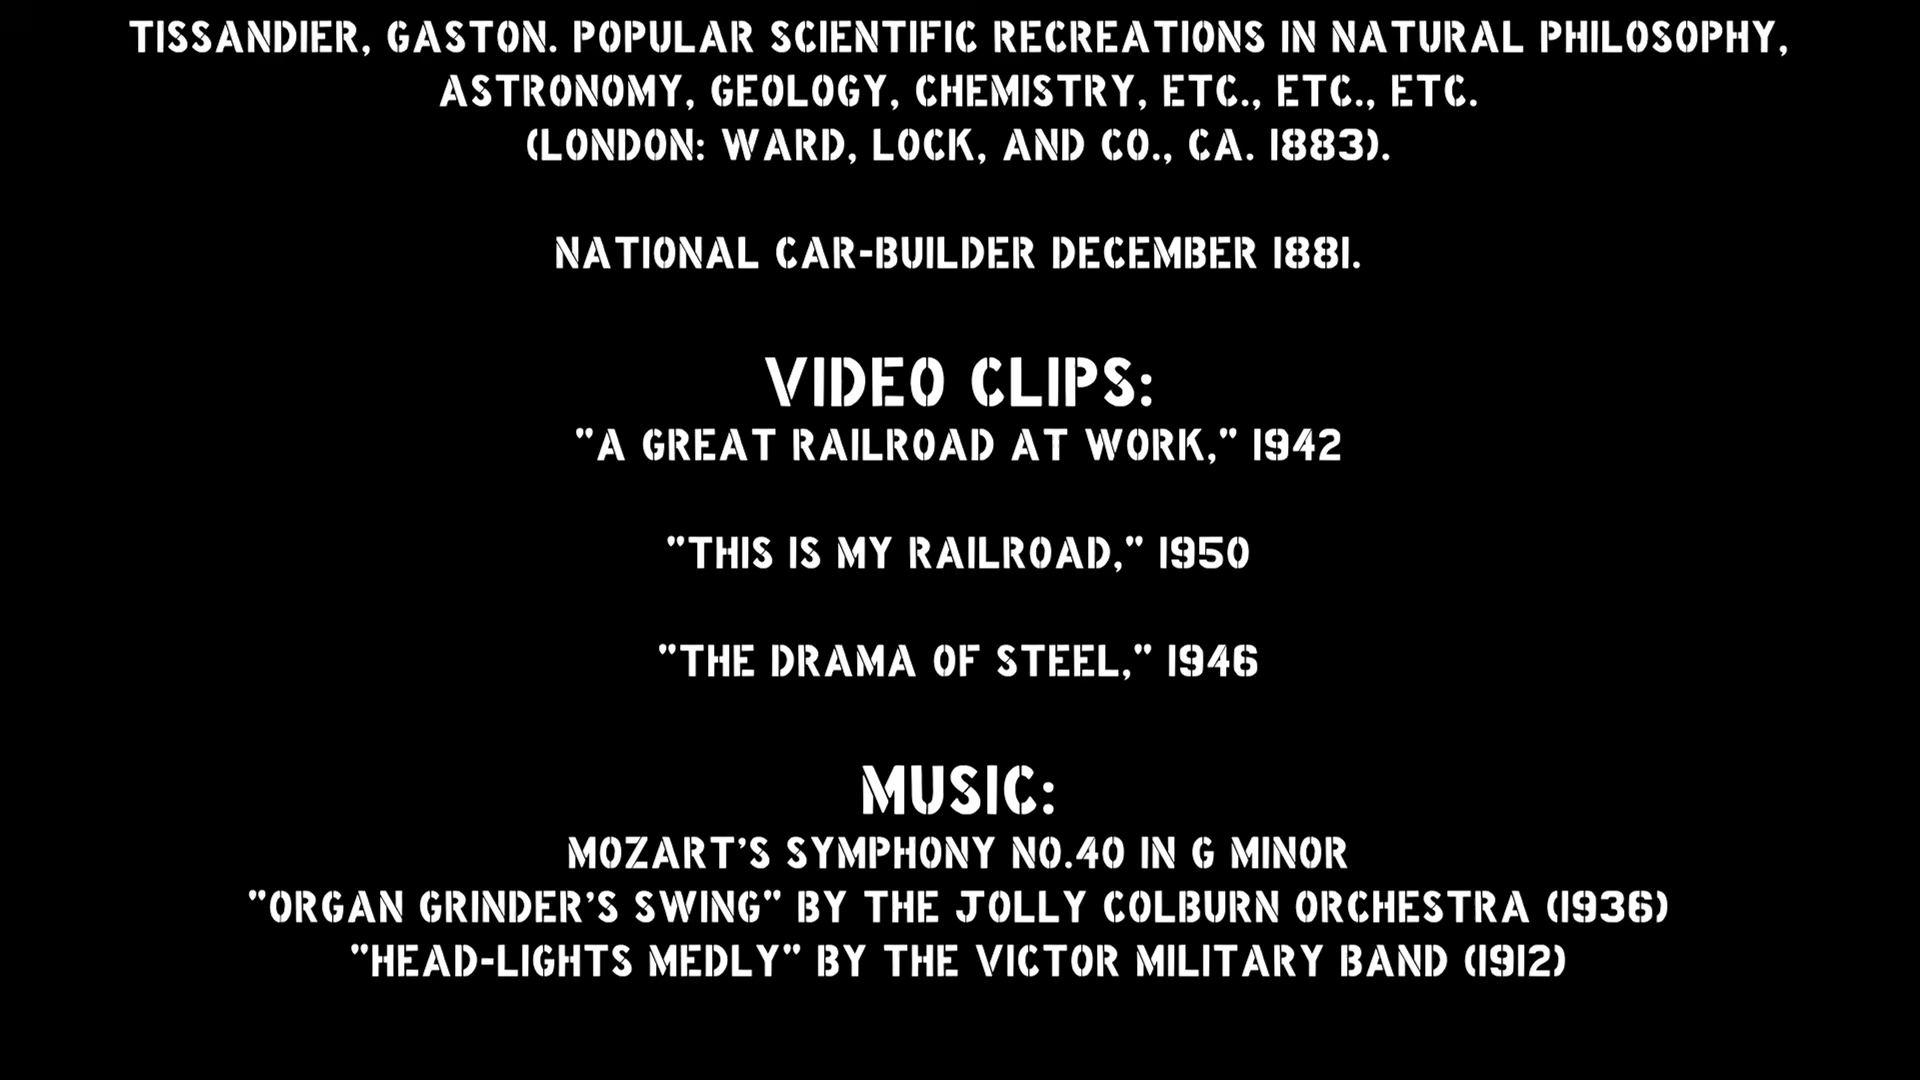 TISSANDIER, GASTON. POPULAR SCIENTIFIC RECREATIONS IN NATURAL PHILOSOPHY,
ASTRONOMY, GEOLOGY, CHEMISTRY, ETC., ETC., ETC.
(LONDON: WARD, LOCK, AND CO., CA. 1883).
NATIONAL CAR-BUILDER DECEMBER 1881.
VIDEO CLIPS:
"A GREAT RAILROAD AT WORK," 1942
"THIS IS MY RAILROAD," 1950
"THE DRAMA OF STEEL," 1946
MUSIC:
MOZART'S SYMPHONY NO.40 IN G MINOR
"ORGAN GRINDER'S SWING" BY THE JOLLY COLBURN ORCHESTRA (1936)
"HEAD-LIGHTS MEDLY" BY THE VICTOR MILITARY BAND (1912)